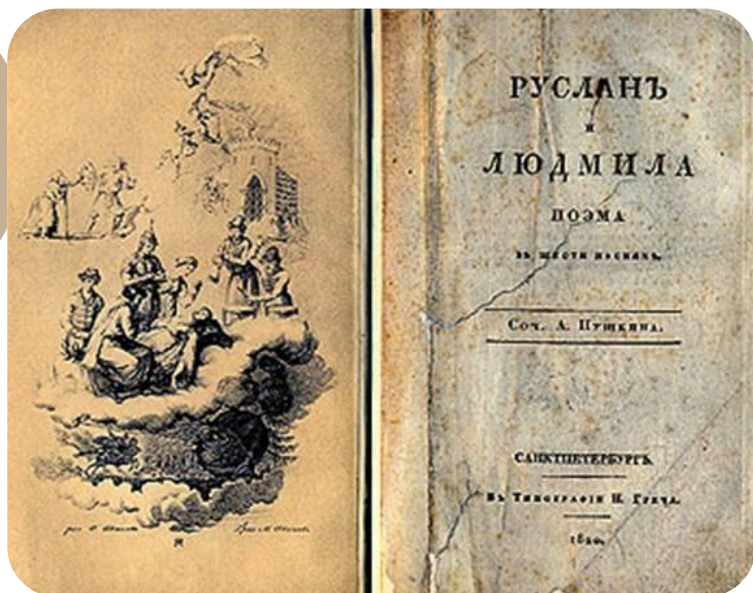 РУСЛАНЪ
и
ЛЮДМИЛА
ПОЭМА
въ шести пѣсняхъ.
Соч. А. Пушкина.
САНКТПЕТЕРБУРГЪ
Въ Типографіи Н. Греча.
1820.